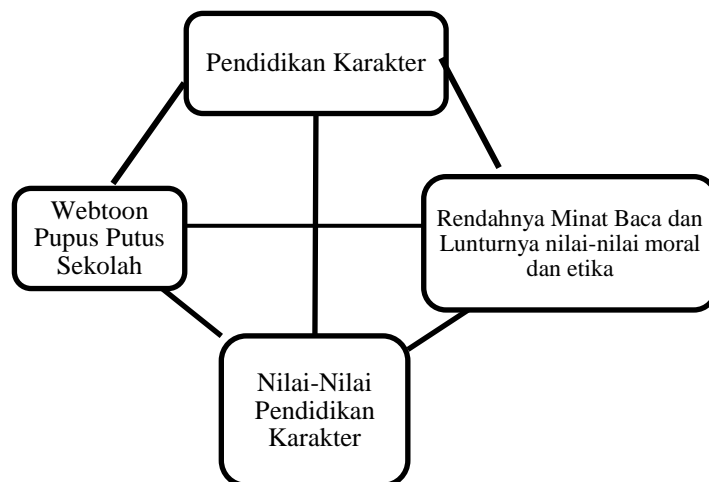 Pendidikan Karakter
Webtoon
Pupus Putus
Sekolah
Rendahnya Minat Baca dan
Lunturnya nilai-nilai moral
dan etika
Nilai-Nilai
Pendidikan
Karakter